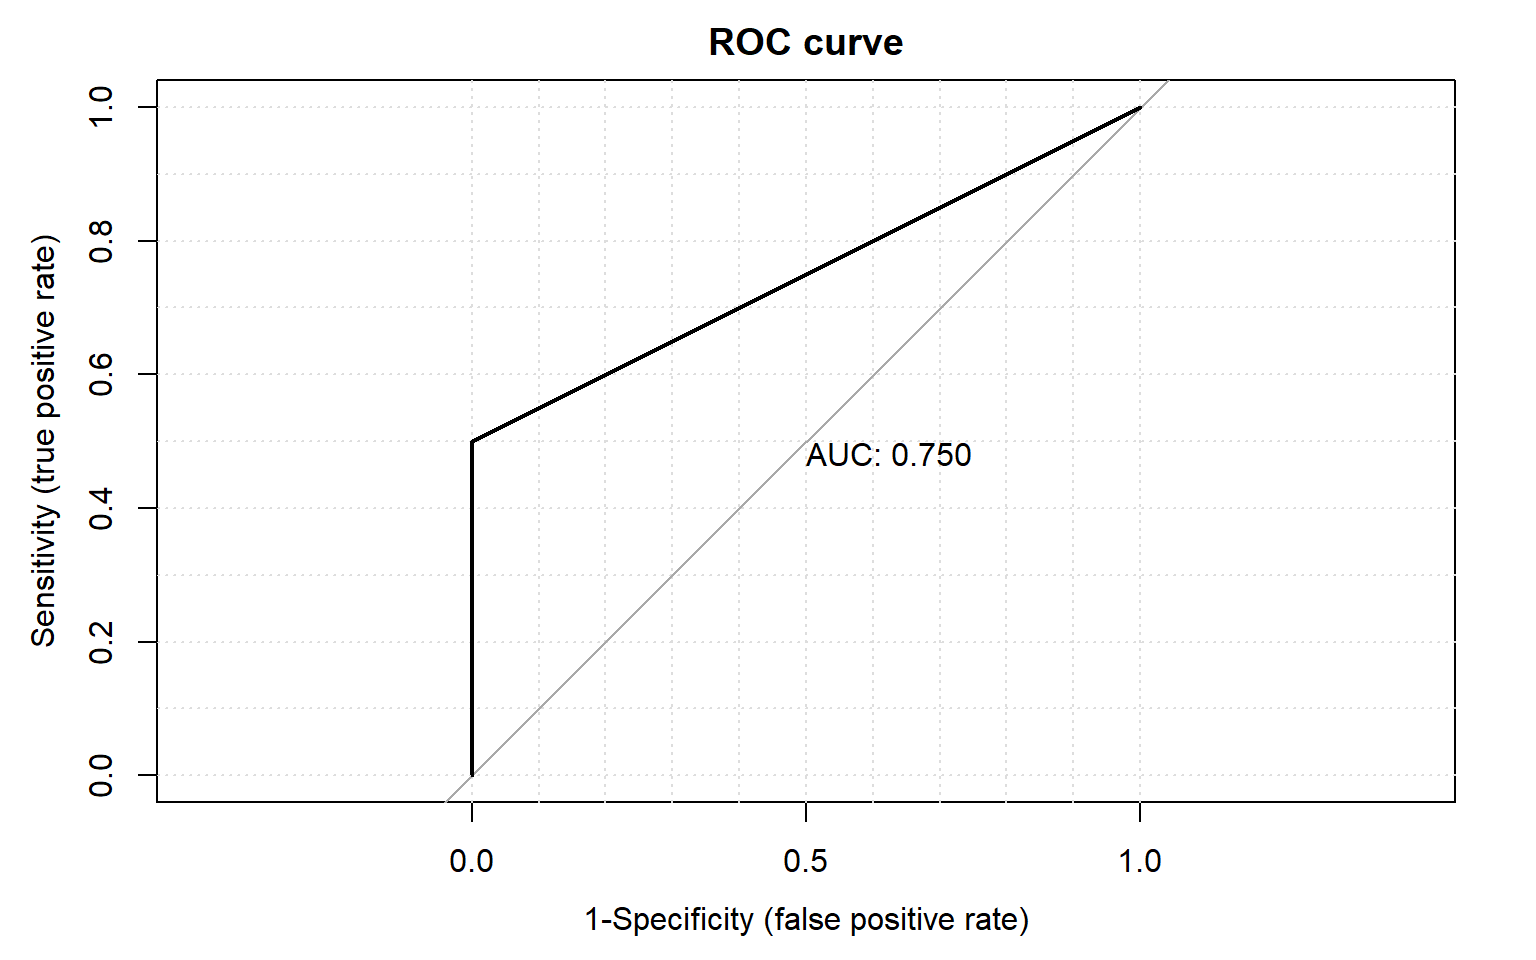 ROC curve
Sensitivity (true positive rate)
1.0
0.8
0.6
0.4
0.2
0.0
AUC: 0.750
0.0 0.5 1.0
1-Specificity (false positive rate)